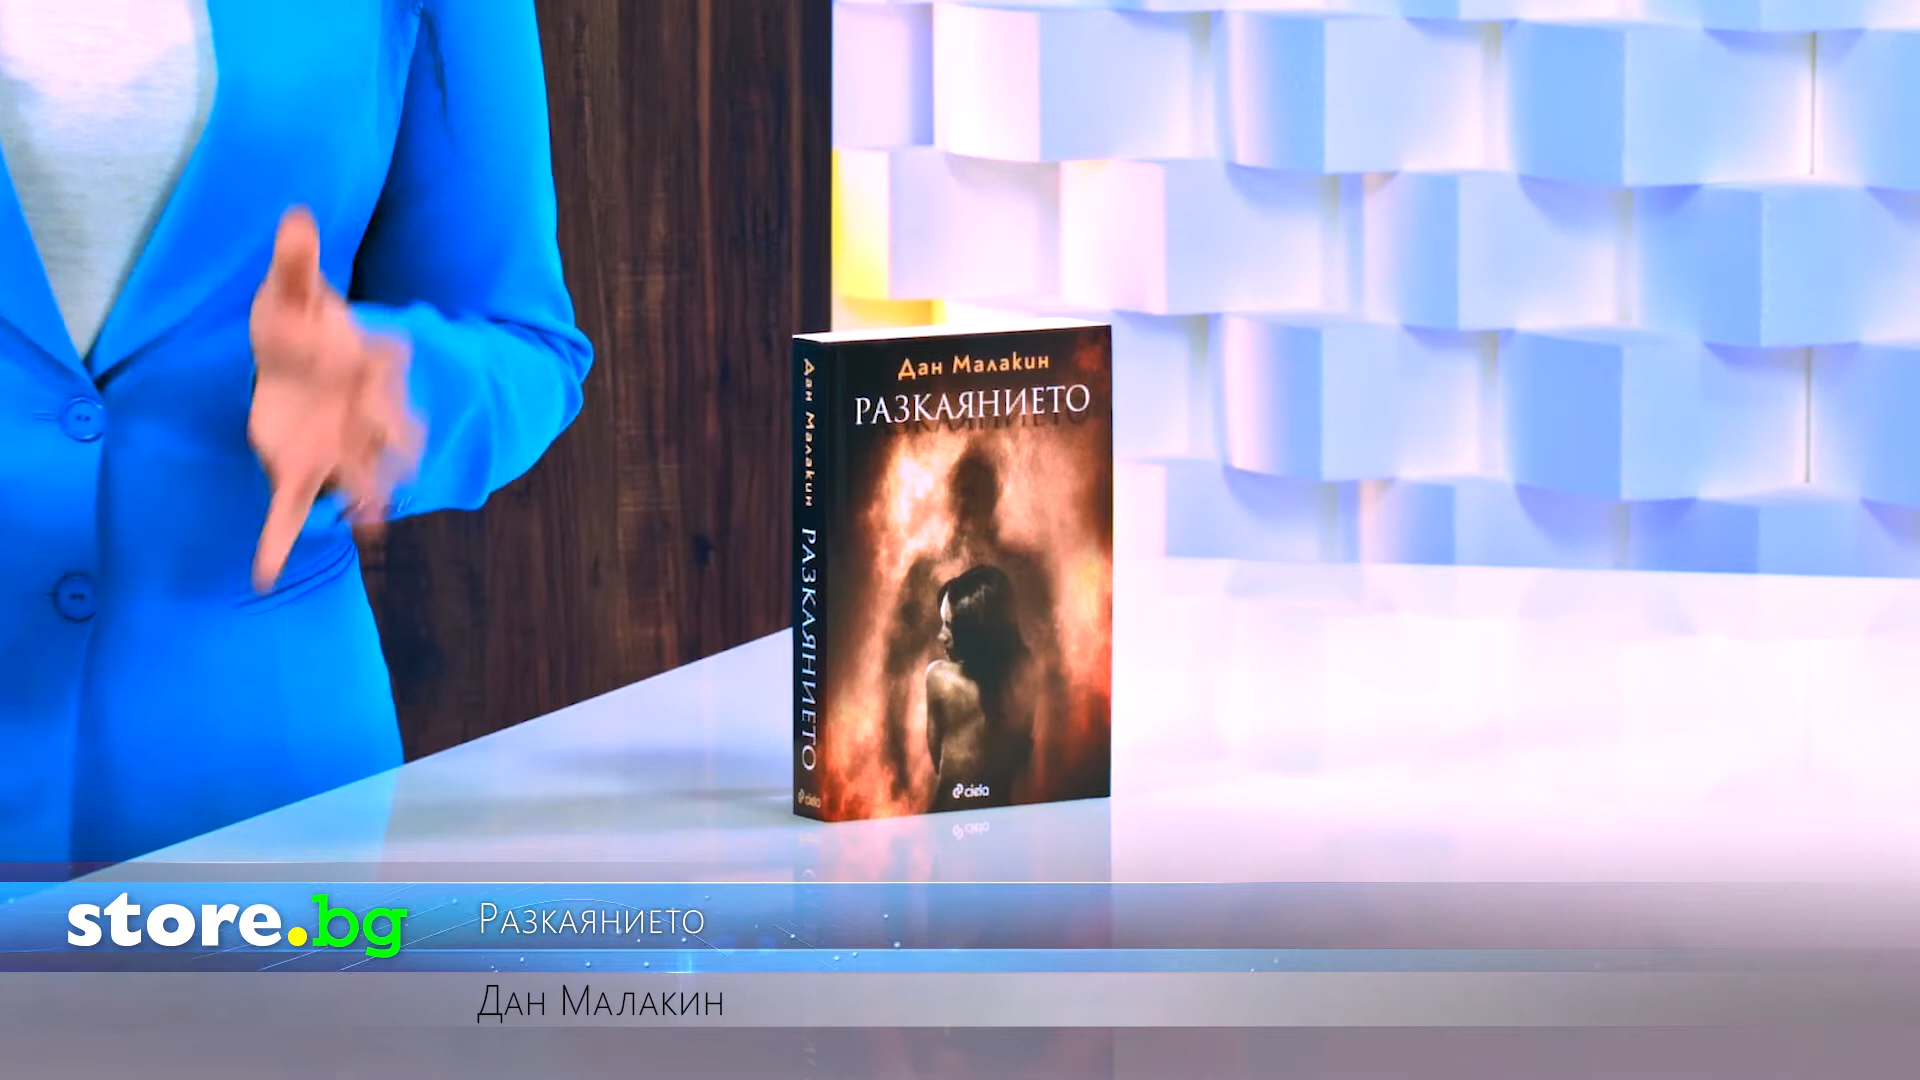 Дан Малакин
РАЗКАЯНИЕТО
Дан Малакин РАЗКАЯНИЕТО
ciela
ciela
store.bg
РАЗКАЯНИЕТО
ДАН МАЛАКИН